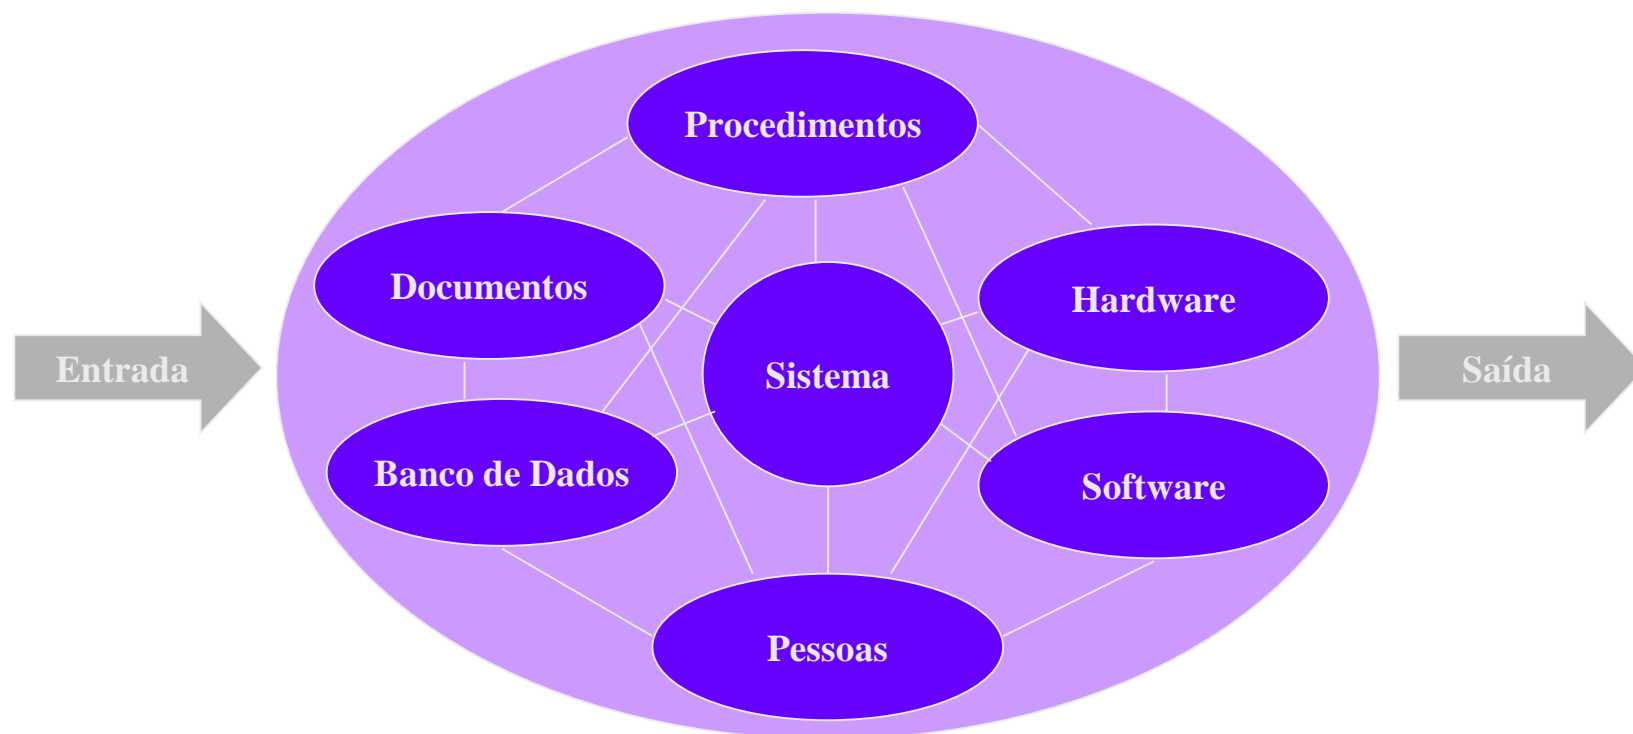 Procedimentos
Documentos
Hardware
Entrada
Sistema
Saída
Banco de Dados
Software
Pessoas